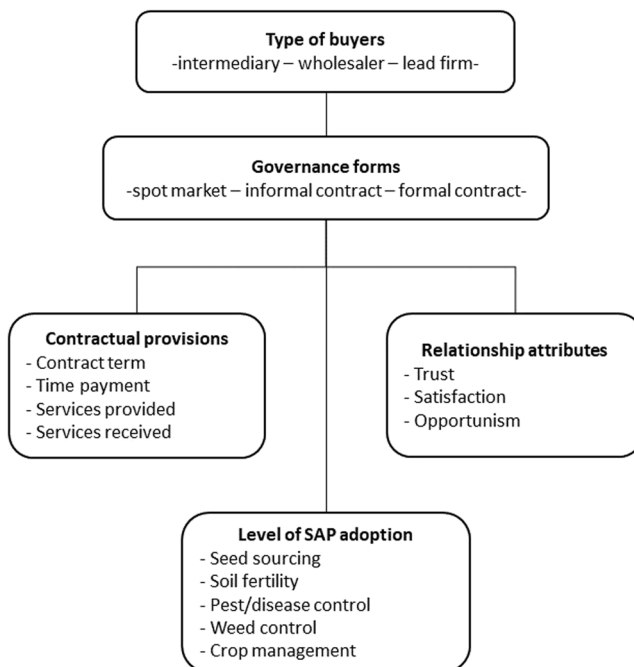 Type of buyers
-intermediary – wholesaler – lead firm-
Governance forms
-spot market – informal contract – formal contract-
Contractual provisions
- Contract term
- Time payment
- Services provided
- Services received
Relationship attributes
- Trust
- Satisfaction
- Opportunism
Level of SAP adoption
- Seed sourcing
- Soil fertility
- Pest/disease control
- Weed control
- Crop management